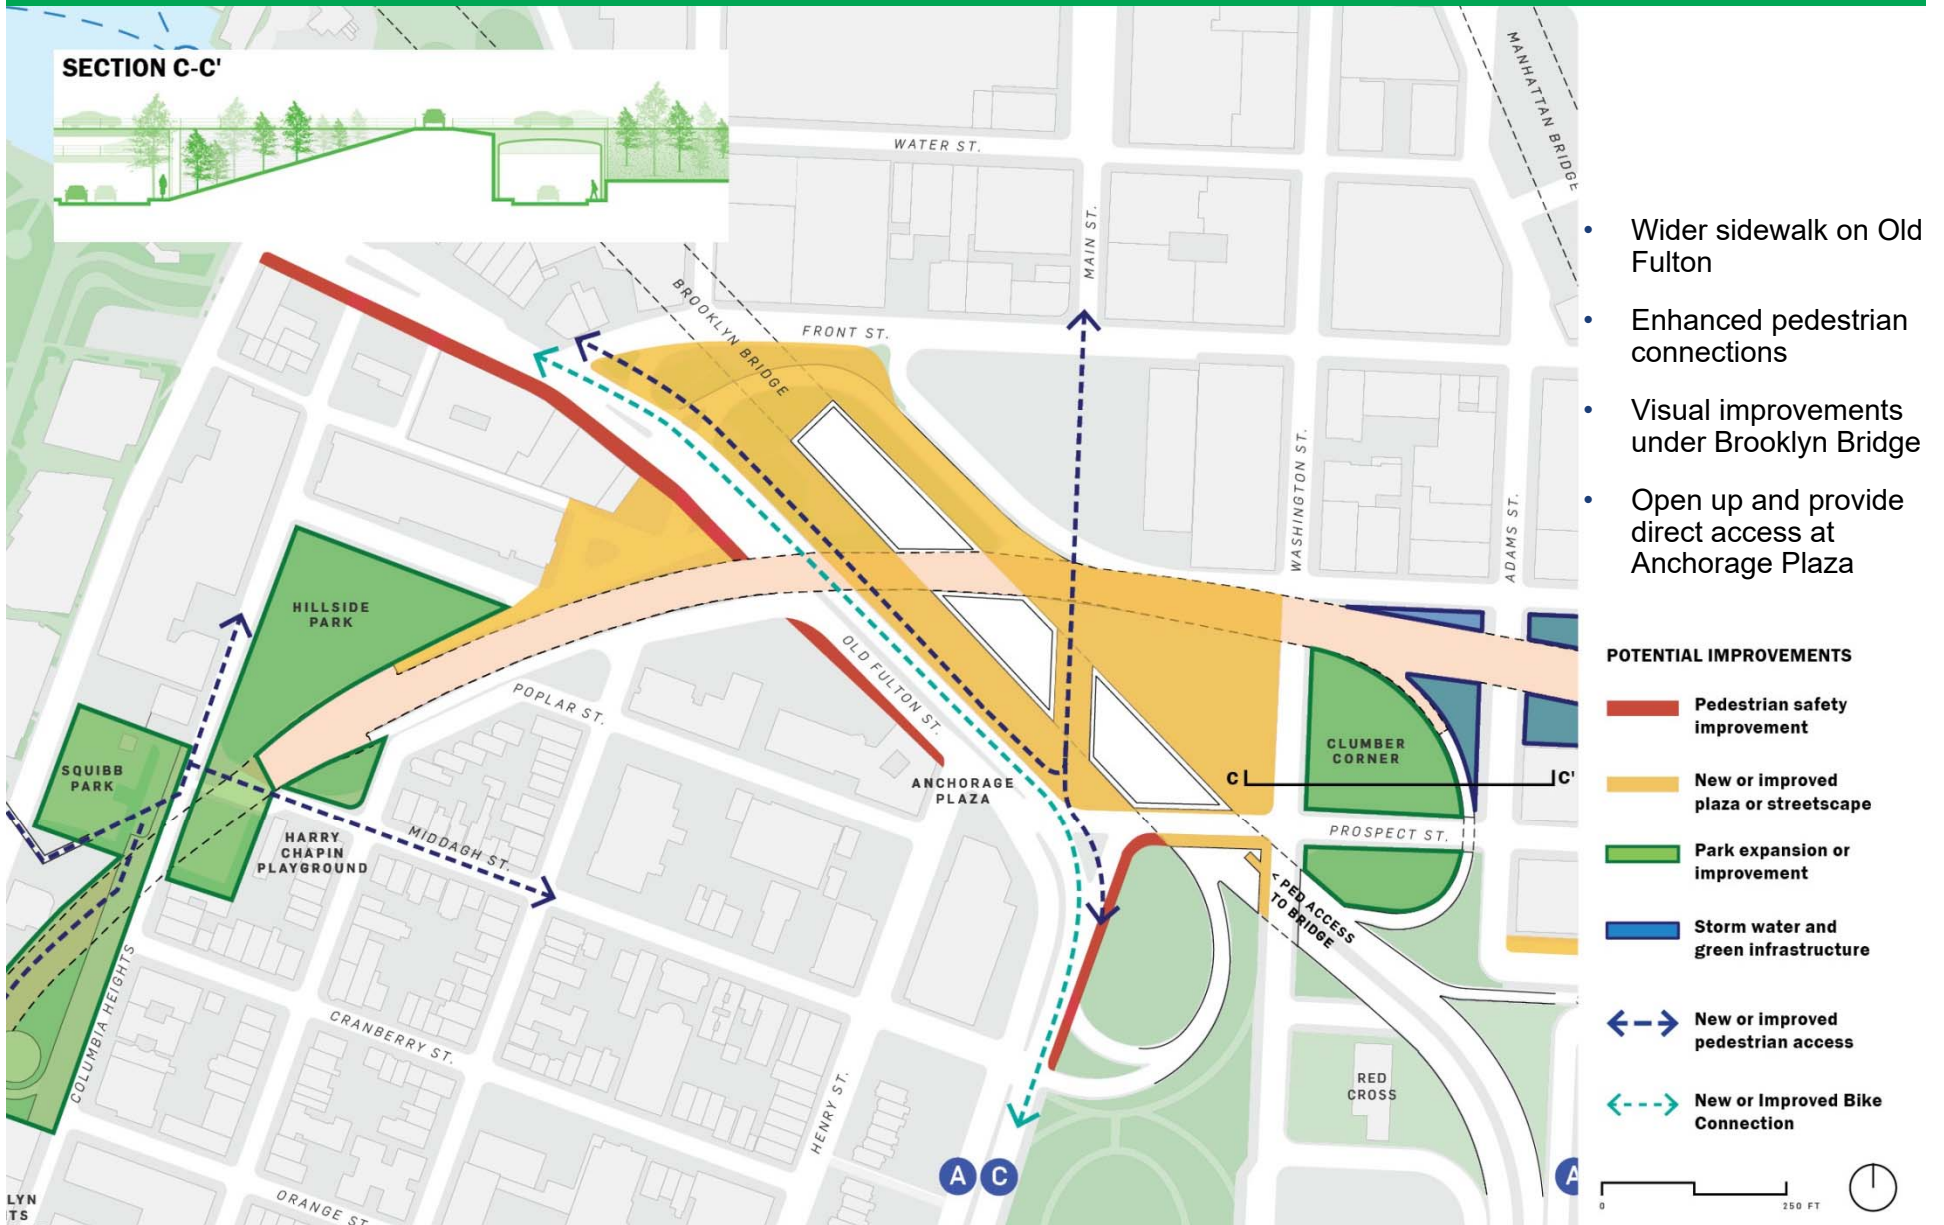 SECTION C-C'
WATER ST.
MAIN ST.
MANHATTAN BRIDGE
BROOKLYN BRIDGE
FRONT ST.
WASHINGTON ST.
ADAMS ST.
HILLSIDE
PARK
SQUIBB
PARK
POPLAR ST.
OLD FULTON ST.
ANCHORAGE
PLAZA
CLUMBER
CORNER
C
C'
PROSPECT ST.
HARRY
CHAPIN
PLAYGROUND
MIDDAGH ST.
< PED ACCESS
TO BRIDGE
COLUMBIA HEIGHTS
CRANBERRY ST.
HENRY ST.
RED
CROSS
ORANGE ST.
LYN
TS
A
C
A
• Wider sidewalk on Old
Fulton
• Enhanced pedestrian
connections
• Visual improvements
under Brooklyn Bridge
• Open up and provide
direct access at
Anchorage Plaza
POTENTIAL IMPROVEMENTS
Pedestrian safety
improvement
New or improved
plaza or streetscape
Park expansion or
improvement
Storm water and
green infrastructure
New or improved
pedestrian access
New or Improved Bike
Connection
0
250 FT